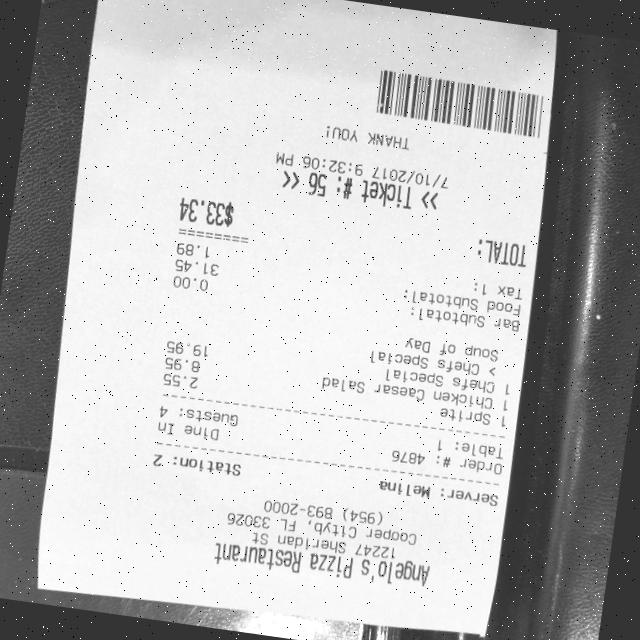 Angelo's Pizza Restaurant
12247 Sheridan St
Cooper Cityb, FL 33026
(954) 893-2000
Server: Melina Station: 2
Order #: 4876 Dine In
Table: 1 Guests: 4
1 Sprite 2.55
1 Chicken Caesar Salad 8.95
1 Chefs Special 19.95
> Chefs Special
Soup of Day
Bar Subtotal: 0.00
Food Subtotal: 31.45
Tax 1: 1.89
========
TOTAL: $33.34
>> Ticket #: 56 <<
7/10/2017 9:32:06 PM
THANK YOU!